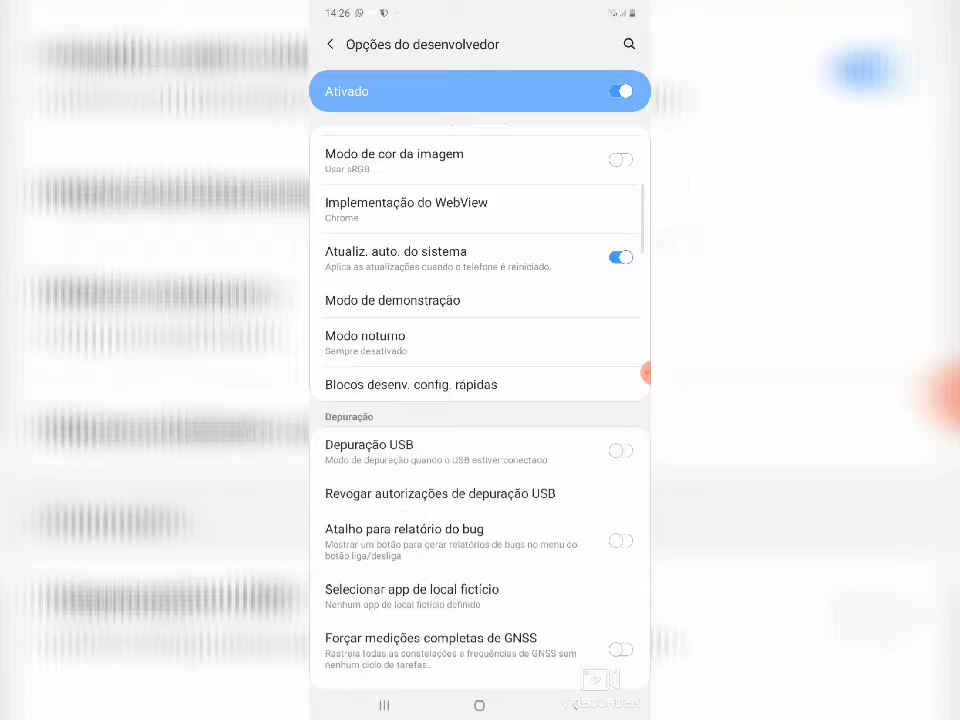 14:26
Opções do desenvolvedor
Ativado
Modo de cor da imagem
Usar sRGB
Implementação do WebView
Chrome
Atualiz. auto. do sistema
Aplica as atualizações quando o telefone é reiniciado.
Modo de demonstração
Modo noturno
Sempre desativado
Blocos desenv. config. rápidas
Depuração
Depuração USB
Modo de depuração quando o USB estiver conectado
Revogar autorizações de depuração USB
Atalho para relatório do bug
Mostrar um botão para gerar relatórios de bugs no menu do
botão liga/desliga
Selecionar app de local fictício
Nenhum app de local fictício definido
Forçar medições completas de GNSS
Rastreia todas as constelações e frequências de GNSS sem
nenhum ciclo de tarefas.
V RECORDER